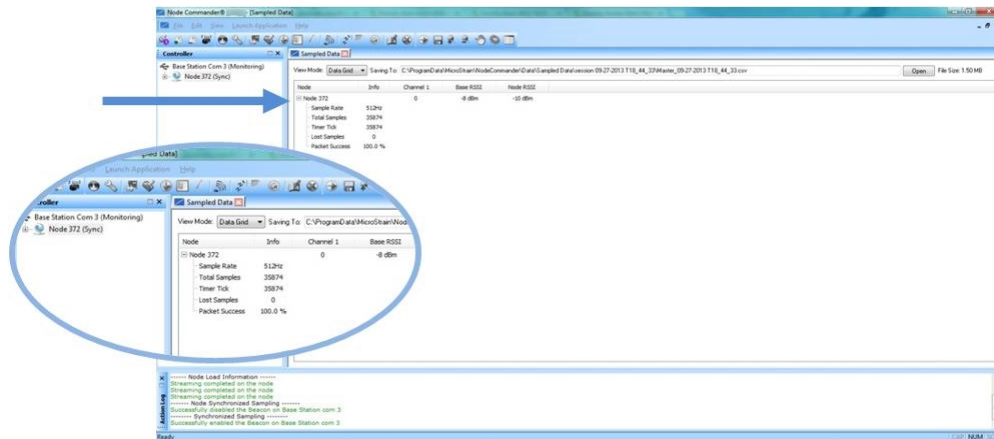 Node Commander® [Sampled Data]
File Edit View Launch Application Help
Controller
Sampled Data
Base Station Com 3 (Monitoring)
Node 372 (Sync)
View Mode: Data Grid Saving To: C:\ProgramData\MicroStrain\NodeCommander\Data\Sampled Data\session 09-27-2013 T18_44_33\Master_09-27-2013 T18_44_33.csv Open File Size: 1.50 MB
Node Info Channel 1 Base RSSI Node RSSI
Node 372 0 -8 dBm -10 dBm
Sample Rate 512Hz
Total Samples 35874
Timer Tick 35874
Lost Samples 0
Packet Success 100.0 %
mpled Data]
Launch Application Help
roller
Sampled Data
Base Station Com 3 (Monitoring)
Node 372 (Sync)
View Mode: Data Grid Saving To: C:\ProgramData\MicroStrain\Nod
Node Info Channel 1 Base RSSI
Node 372 0 -8 dBm
Sample Rate 512Hz
Total Samples 35874
Timer Tick 35874
Lost Samples 0
Packet Success 100.0 %
Action Log
------ Node Load Information ------
Streaming completed on the node
Streaming completed on the node
Streaming completed on the node
------- Node Synchronized Sampling -------
Successfully disabled the Beacon on Base Station com 3
-------- Synchronized Sampling --------
Successfully enabled the Beacon on Base Station com 3
Ready
NUM